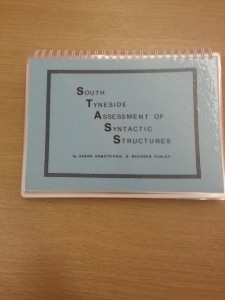 SOUTH
TYNESIDE
ASSESSMENT OF
SYNTACTIC
STRUCTURES
by SUSAN ARMSTRONG & MAUREEN AINLEY